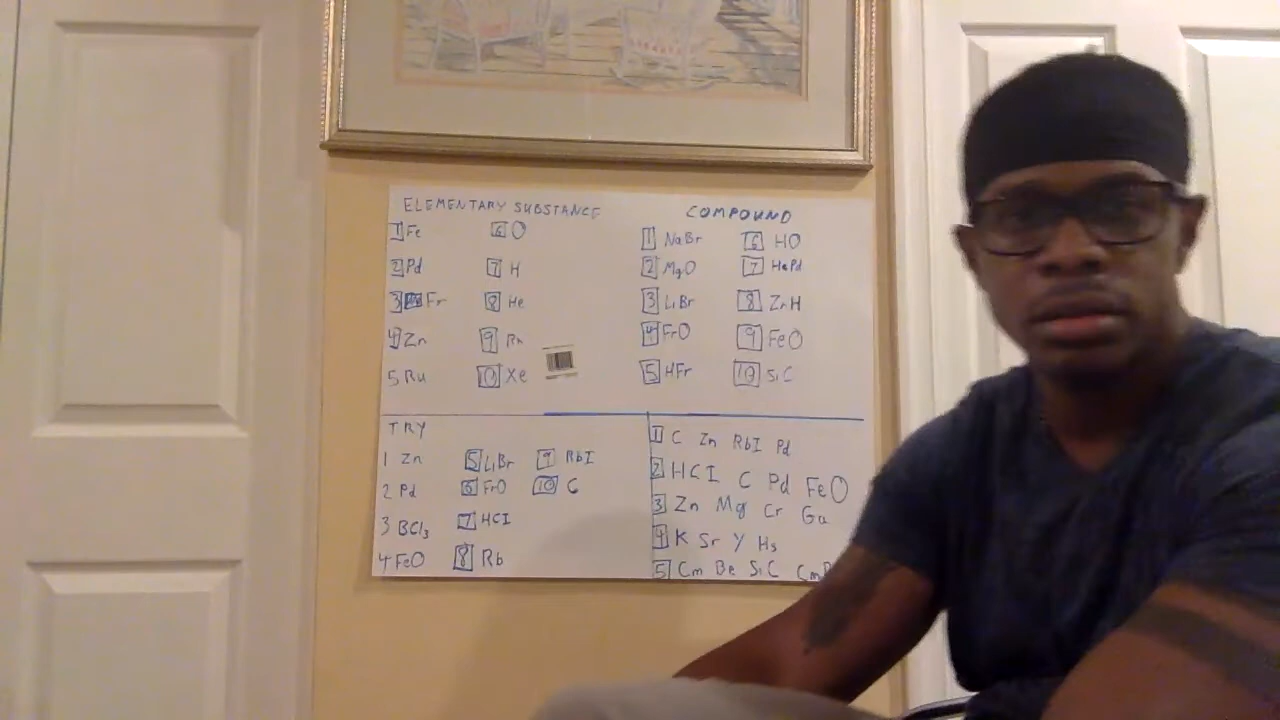 ELEMENTARY SUBSTANCE
1 Fe 6 O
2 Pd 7 H
3 Fr 8 He
4 Zn 9 Rn
5 Ru 10 Xe
COMPOUND
1 NaBr 6 HO
2 MgO 7 HePd
3 LiBr 8 ZnH
4 FrO 9 FeO
5 HFr 10 SiC
TRY
1 Zn 5 LiBr 9 RbI
2 Pd 6 FrO 10 C
3 BCl3 7 HCI
4 FeO 8 Rb
1 C Zn RbI Pd
2 HCI C Pd FeO
3 Zn Mg Cr Ga
4 K Sr Y Hs
5 Cm Be SiC